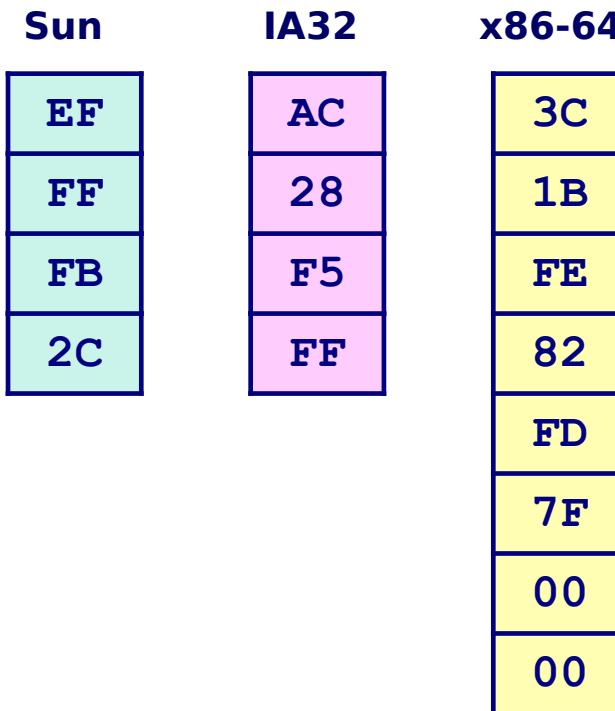 Sun IA32 x86-64
EF AC 3C
FF 28 1B
FB F5 FE
2C FF 82
FD
7F
00
00